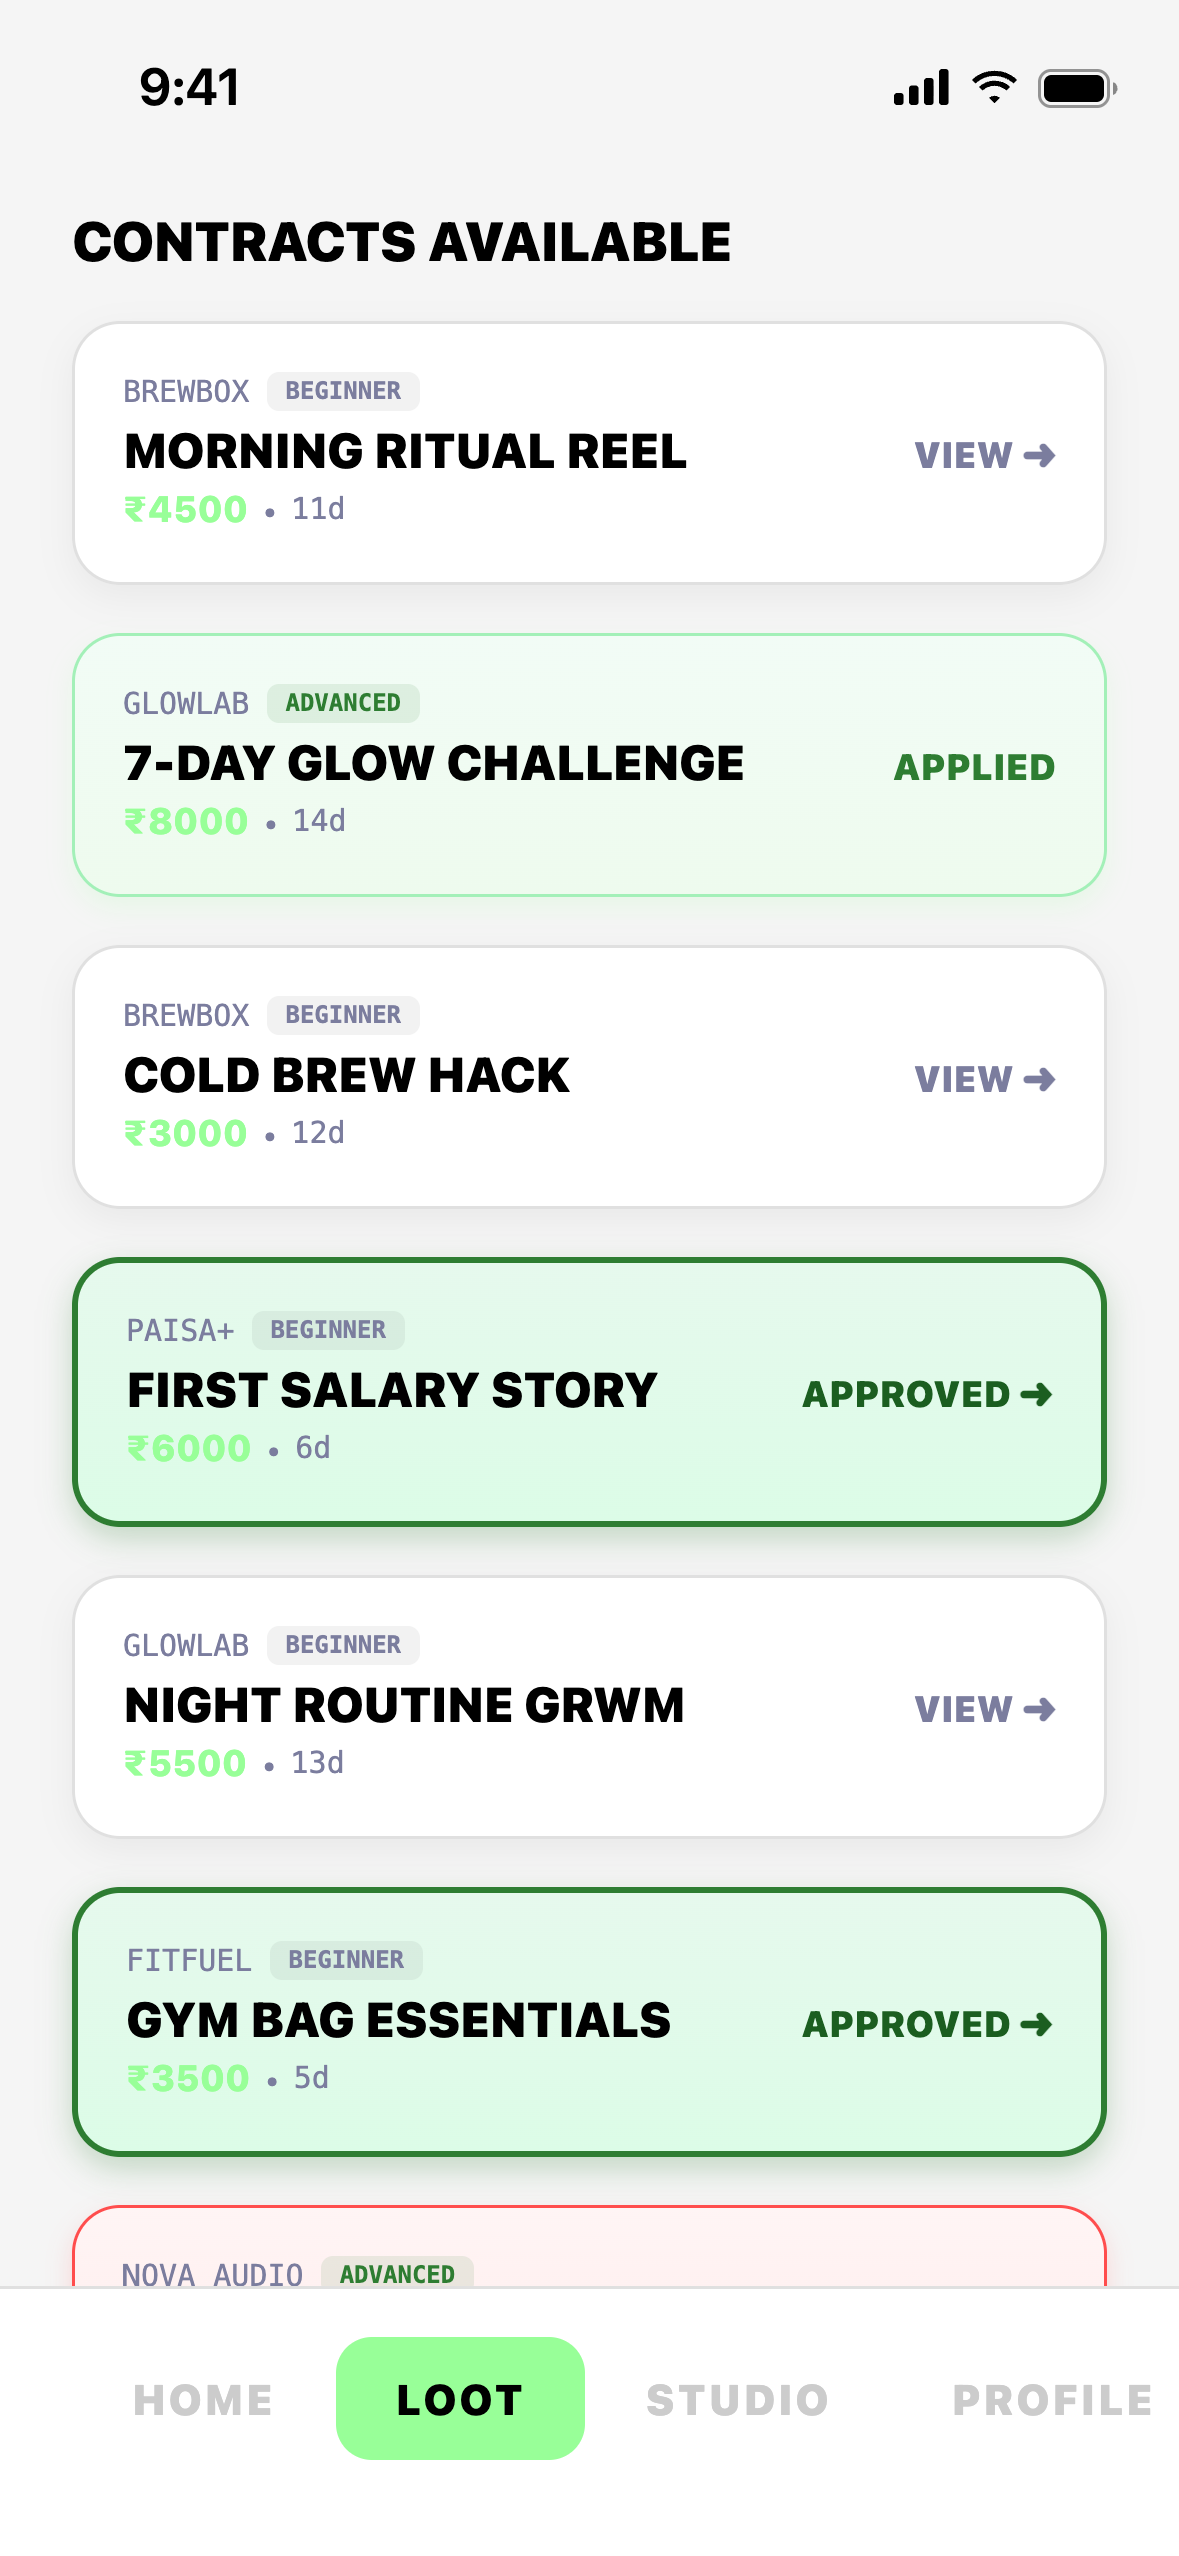 9:41
CONTRACTS AVAILABLE
BREWBOX BEGINNER
MORNING RITUAL REEL
VIEW ➔
₹4500 • 11d
GLOWLAB ADVANCED
7-DAY GLOW CHALLENGE
APPLIED
₹8000 • 14d
BREWBOX BEGINNER
COLD BREW HACK
VIEW ➔
₹3000 • 12d
PAISA+ BEGINNER
FIRST SALARY STORY
APPROVED ➔
₹6000 • 6d
GLOWLAB BEGINNER
NIGHT ROUTINE GRWM
VIEW ➔
₹5500 • 13d
FITFUEL BEGINNER
GYM BAG ESSENTIALS
APPROVED ➔
₹3500 • 5d
NOVA AUDIO ADVANCED
HOME LOOT STUDIO PROFILE